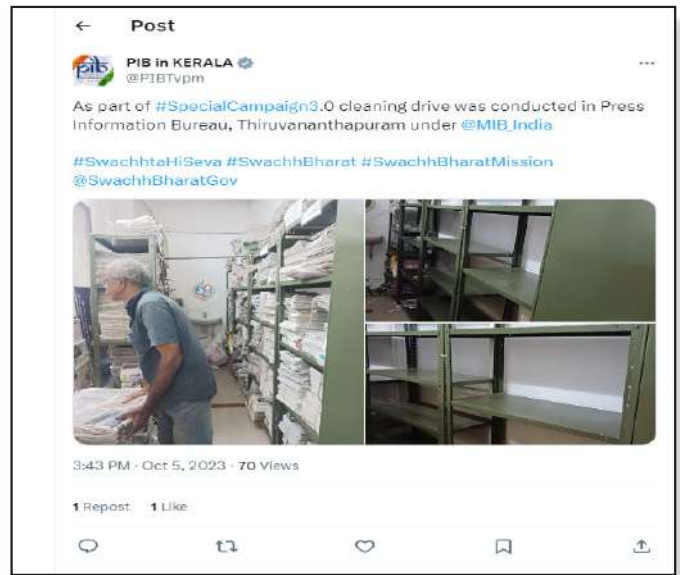 Post
pib
PIB in KERALA
@PIBTvpm
As part of #SpecialCampaign3.0 cleaning drive was conducted in Press
Information Bureau, Thiruvananthapuram under @MIB_India
#SwachhtaHiSeva #SwachhBharat #SwachhBharatMission
@SwachhBharatGov
3:43 PM · Oct 5, 2023 · 70 Views
1 Repost 1 Like